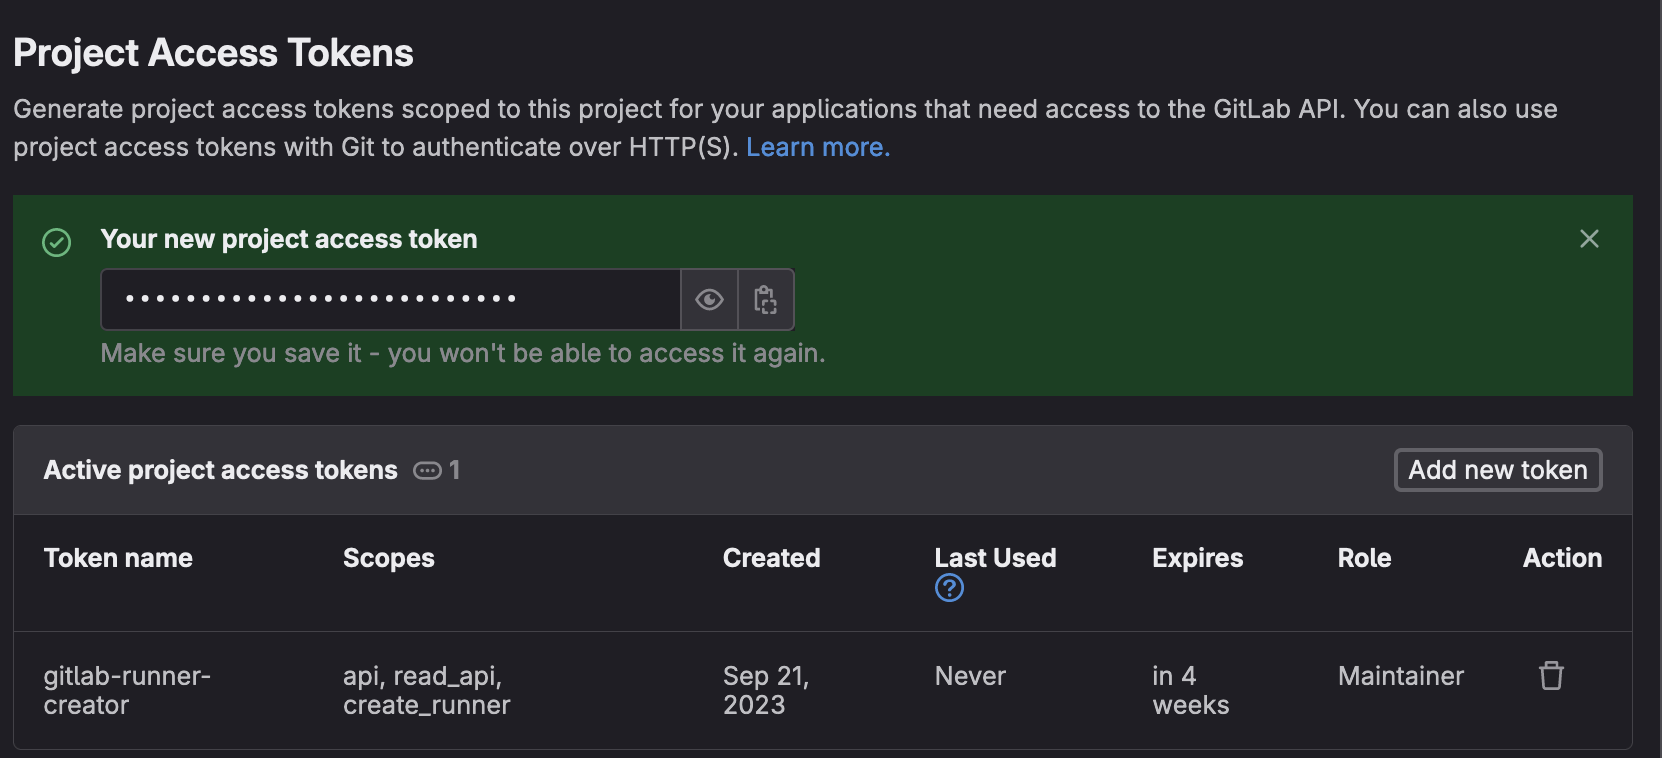 Project Access Tokens
Generate project access tokens scoped to this project for your applications that need access to the GitLab API. You can also use
project access tokens with Git to authenticate over HTTP(S). Learn more.
Your new project access token
Make sure you save it - you won't be able to access it again.
Active project access tokens 1
Add new token
Token name Scopes Created Last Used Expires Role Action
gitlab-runner- api, read_api, Sep 21, Never in 4 Maintainer
creator create_runner 2023 weeks